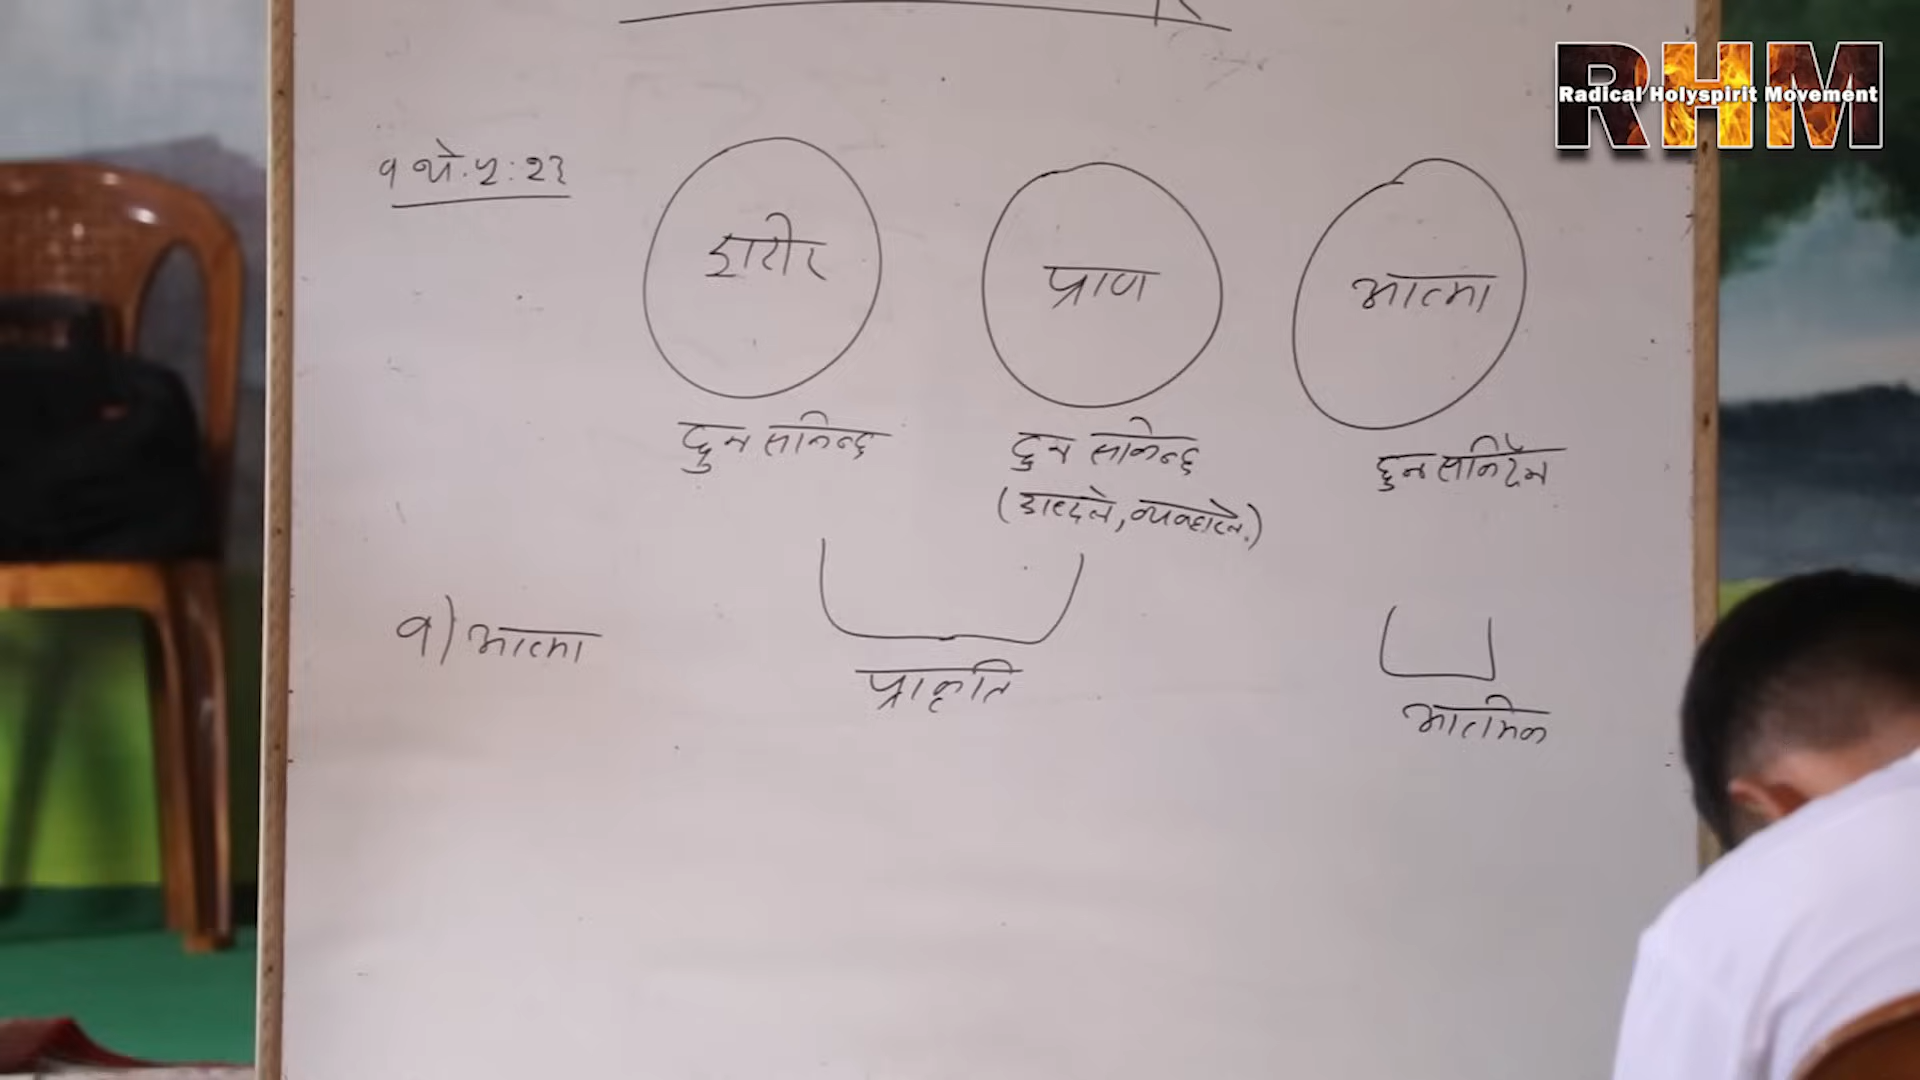 RHM
Radical Holyspirit Movement
१ थे. ५ : २३
शरीर
प्राण
आत्मा
छुन सकिन्छ
छुन सकिन्छ
(शब्दले, व्यवहारले.)
छुन सकिदैन
१) आत्मा
प्राकृति
आत्मिक